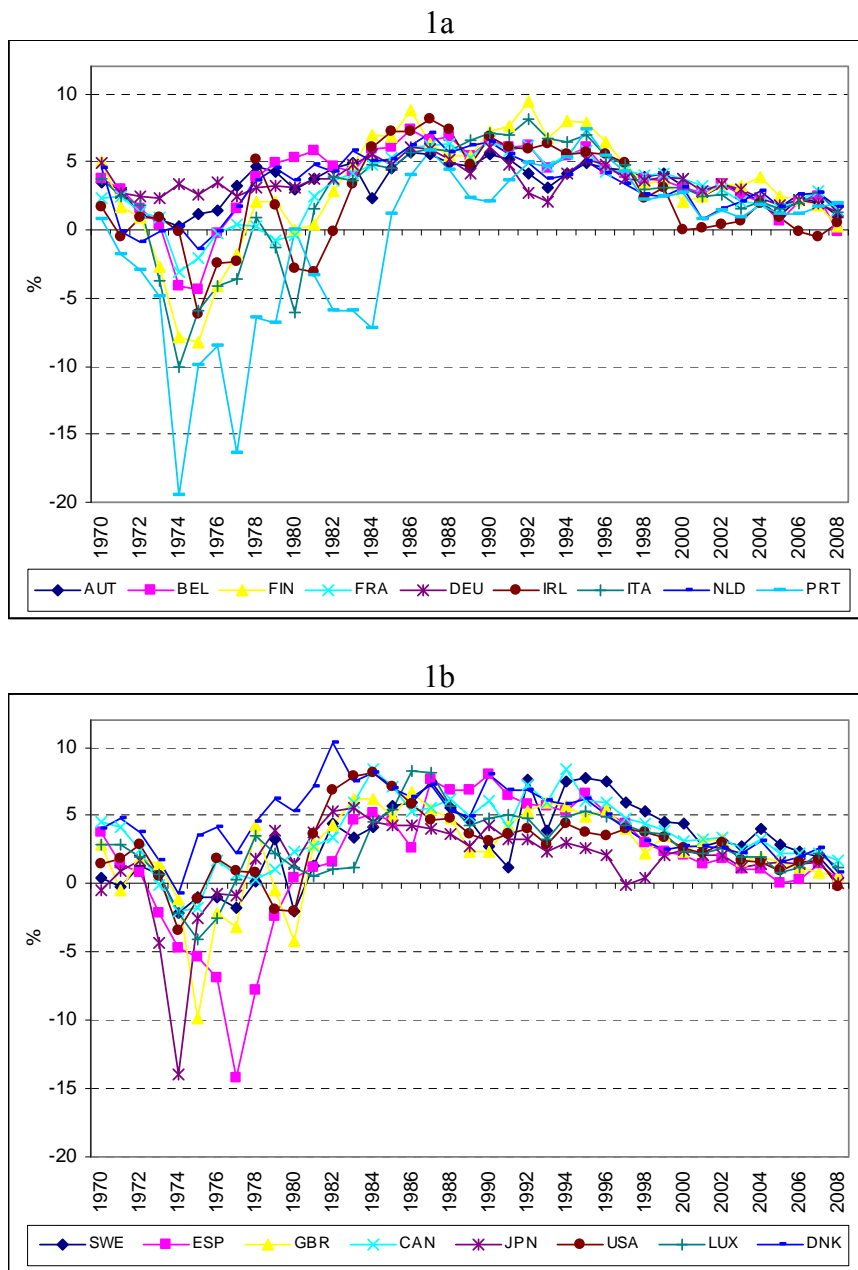 1a
10
5
0
-5
-10
-15
-20
%
1970 1972 1974 1976 1978 1980 1982 1984 1986 1988 1990 1992 1994 1996 1998 2000 2002 2004 2006 2008
AUT BEL FIN FRA DEU IRL ITA NLD PRT
1b
10
5
0
-5
-10
-15
-20
%
1970 1972 1974 1976 1978 1980 1982 1984 1986 1988 1990 1992 1994 1996 1998 2000 2002 2004 2006 2008
SWE ESP GBR CAN JPN USA LUX DNK